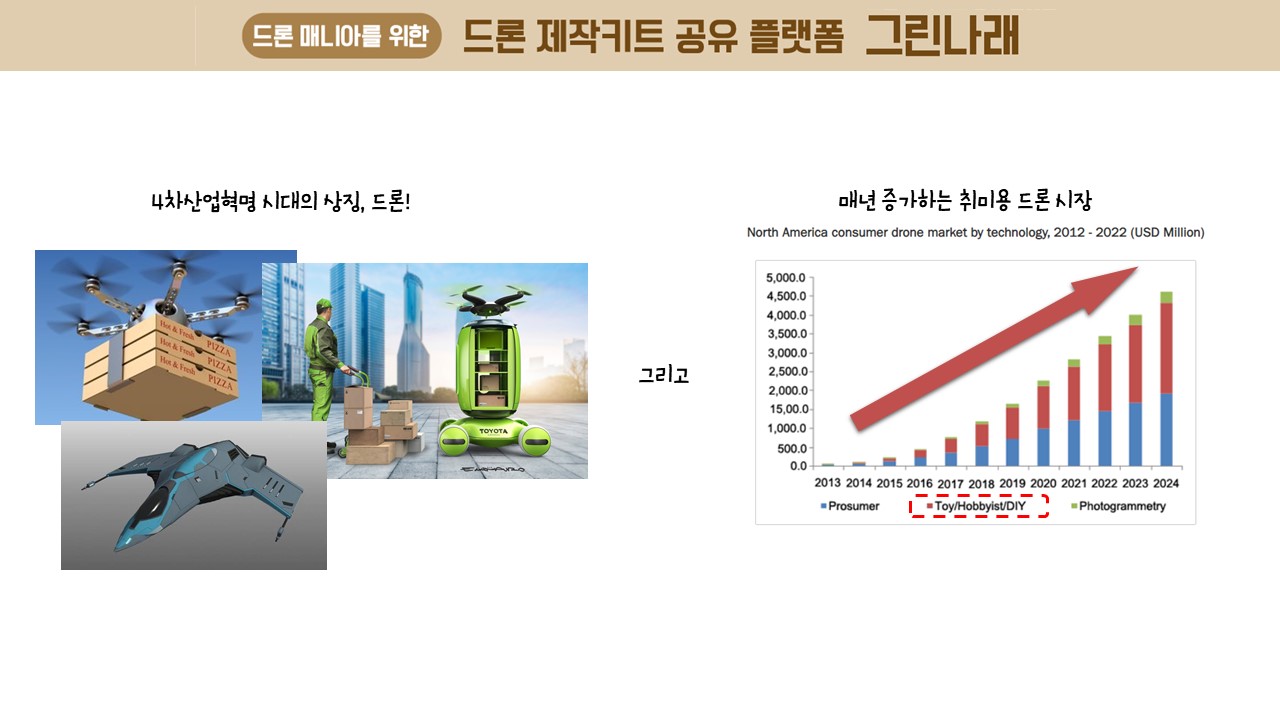 드론 매니아를 위한 드론 제작키트 공유 플랫폼 그린나래
4차산업혁명 시대의 상징, 드론!
Hot & Fresh PIZZA
Hot & Fresh PIZZA
Hot & Fresh PIZZA
TOYOTA
그리고
매년 증가하는 취미용 드론 시장
North America consumer drone market by technology, 2012 - 2022 (USD Million)
5,000.0
4,500.0
4,000.0
3,500.0
3,000.0
2,500.0
2,000.0
15,00.0
1,000.0
500.0
0.0
2013 2014 2015 2016 2017 2018 2019 2020 2021 2022 2023 2024
Prosumer Toy/Hobbyist/DIY Photogrammetry